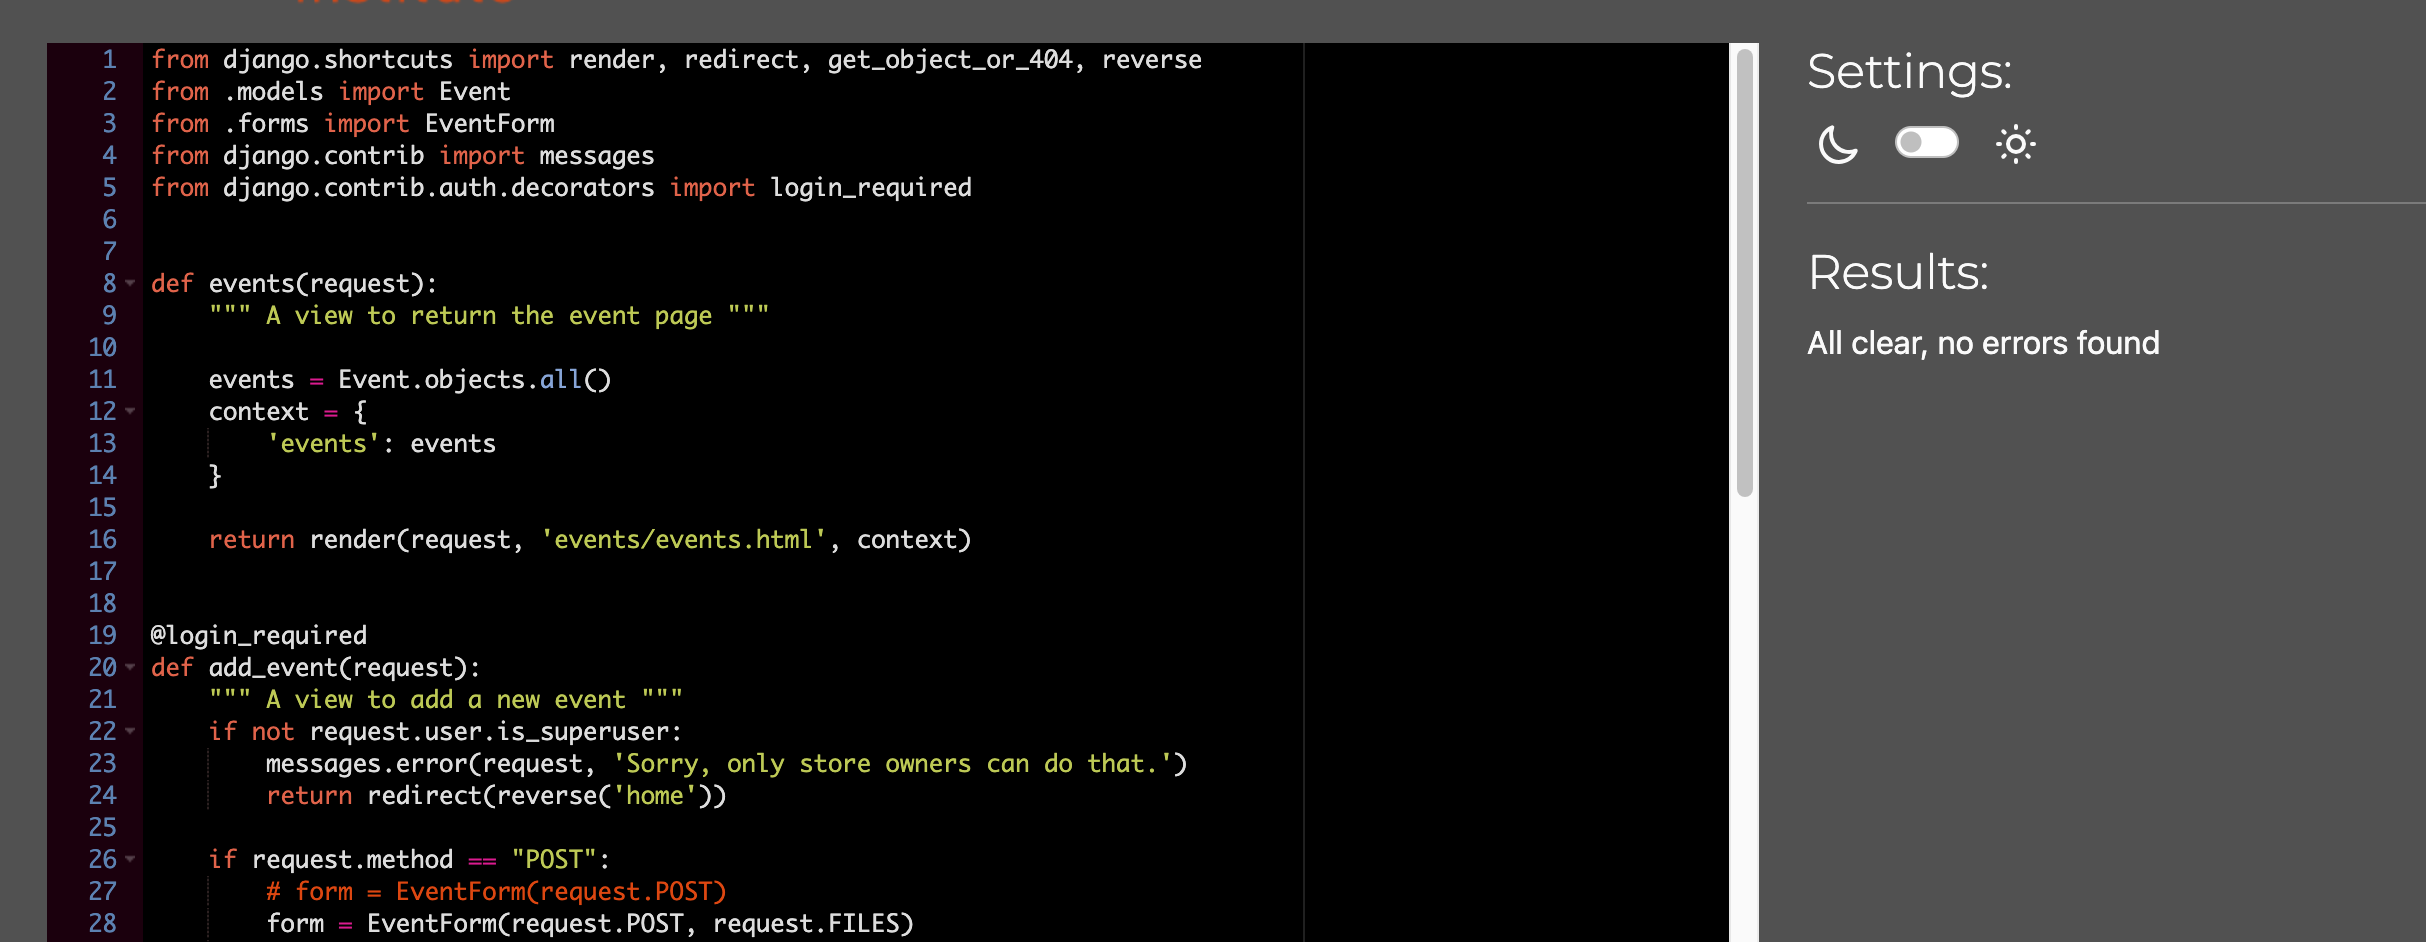 1 from django.shortcuts import render, redirect, get_object_or_404, reverse
2 from .models import Event
3 from .forms import EventForm
4 from django.contrib import messages
5 from django.contrib.auth.decorators import login_required
6
7
8 def events(request):
9     """ A view to return the event page """
10
11     events = Event.objects.all()
12     context = {
13         'events': events
14     }
15
16     return render(request, 'events/events.html', context)
17
18
19 @login_required
20 def add_event(request):
21     """ A view to add a new event """
22     if not request.user.is_superuser:
23         messages.error(request, 'Sorry, only store owners can do that.')
24         return redirect(reverse('home'))
25
26     if request.method == "POST":
27         # form = EventForm(request.POST)
28         form = EventForm(request.POST, request.FILES)
Settings:
Results:
All clear, no errors found